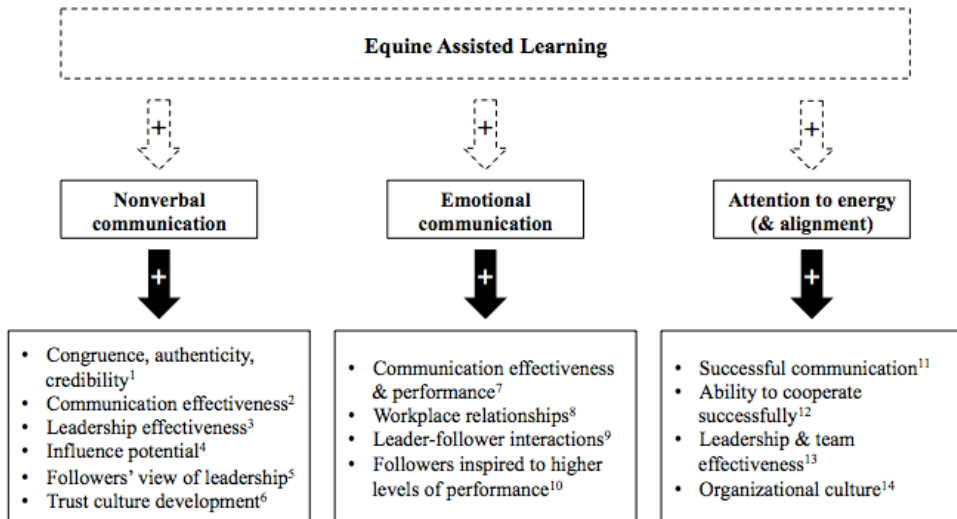 Equine Assisted Learning
+
+
+
Nonverbal
communication
Emotional
communication
Attention to energy
(& alignment)
+
+
+
• Congruence, authenticity,
credibility¹
• Communication effectiveness²
• Leadership effectiveness³
• Influence potential⁴
• Followers' view of leadership⁵
• Trust culture development⁶
• Communication effectiveness
& performance⁷
• Workplace relationships⁸
• Leader-follower interactions⁹
• Followers inspired to higher
levels of performance¹⁰
• Successful communication¹¹
• Ability to cooperate
successfully¹²
• Leadership & team
effectiveness¹³
• Organizational culture¹⁴